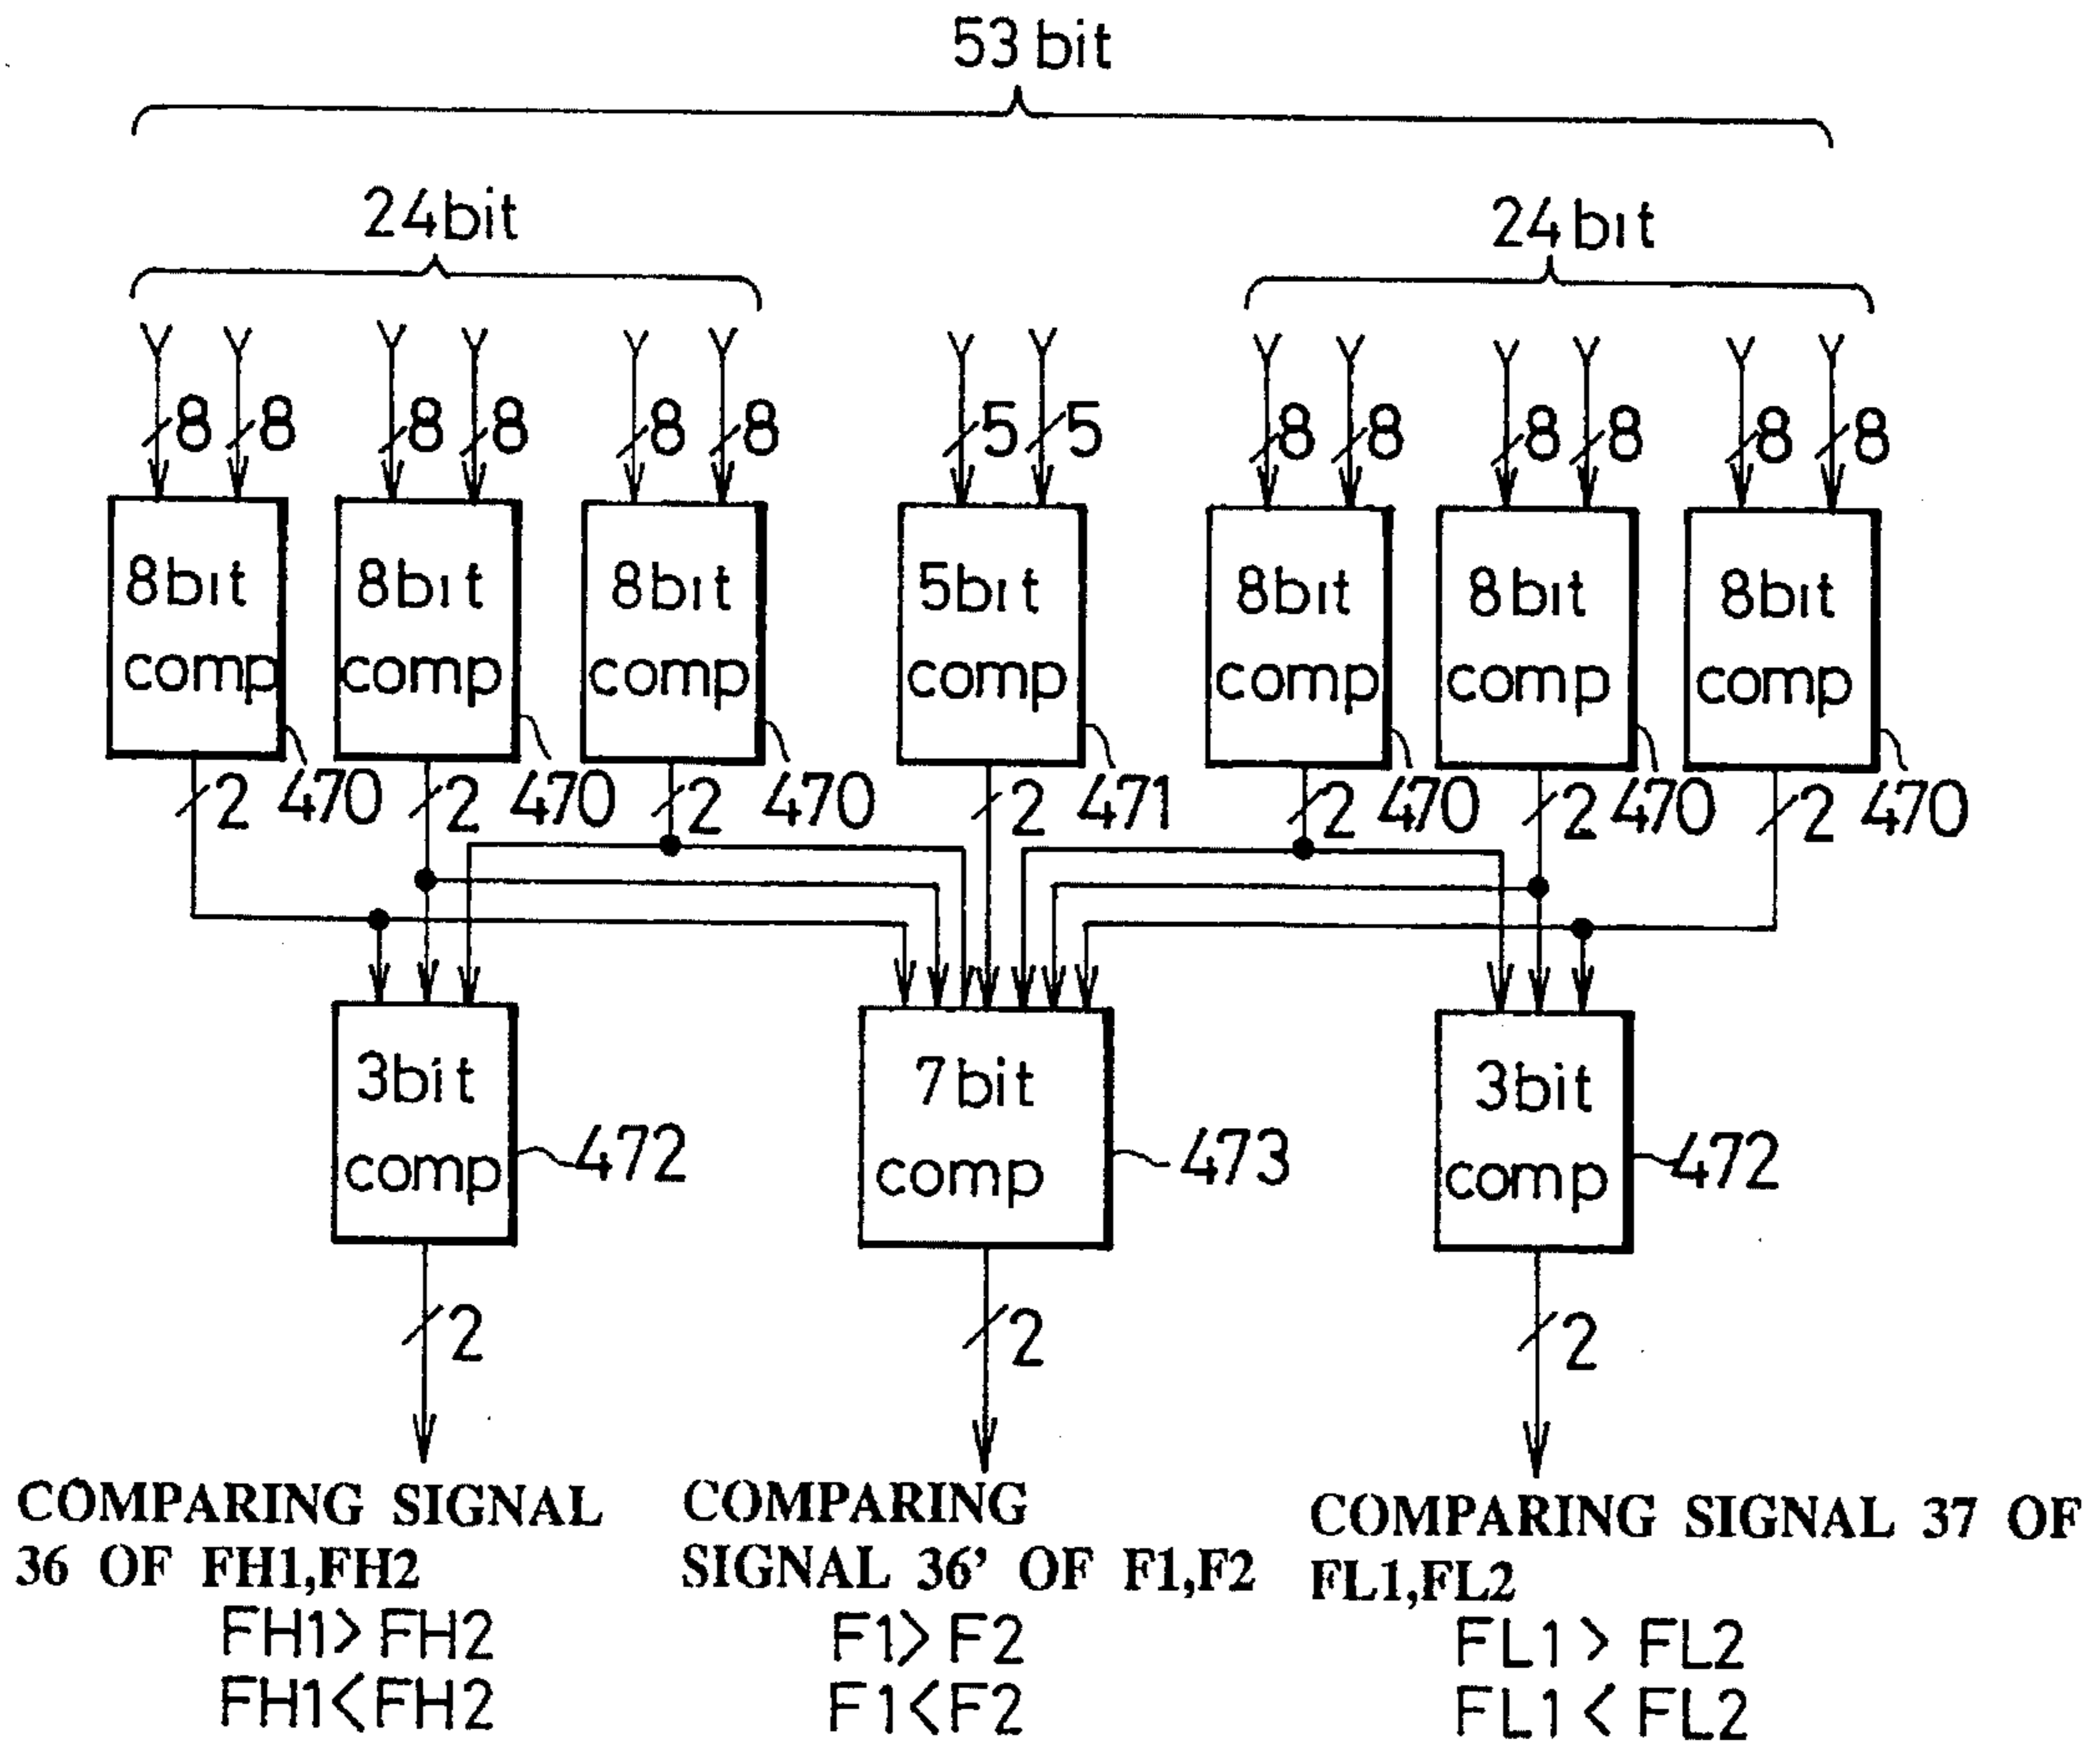 53 bit
24bit 24bit
8 8 8 8 8 8 5 5 8 8 8 8 8 8
8bit comp
8bit comp
8bit comp
5bit comp
8bit comp
8bit comp
8bit comp
2 470 2 470 2 470 2 471 2 470 2 470 2 470
3bit comp
472
7bit comp
473
3bit comp
472
2 2 2
COMPARING SIGNAL
36 OF FH1,FH2
FH1>FH2
FH1<FH2
COMPARING
SIGNAL 36' OF F1,F2
F1>F2
F1<F2
COMPARING SIGNAL 37 OF
FL1,FL2
FL1>FL2
FL1<FL2